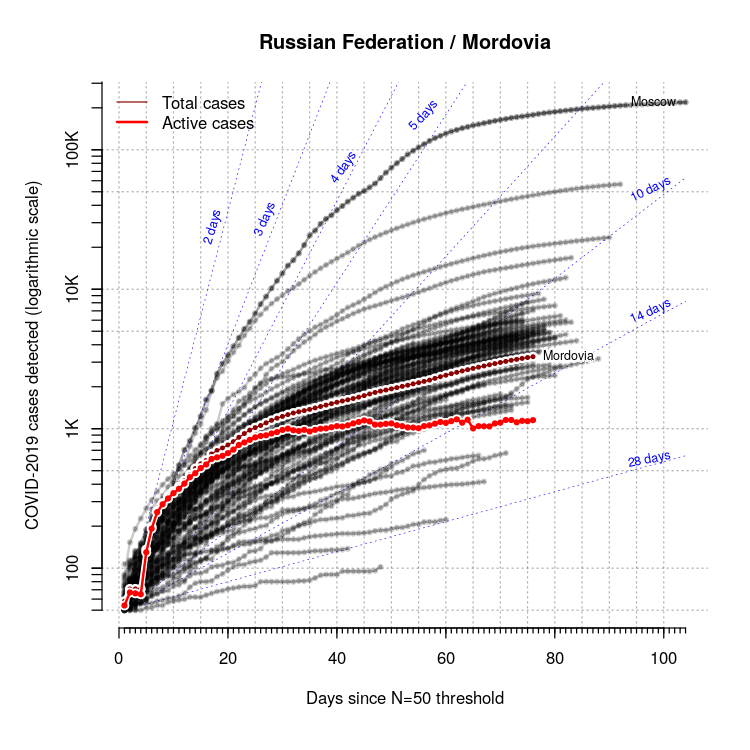 Russian Federation / Mordovia
Total cases
Active cases
Moscow
Mordovia
2 days
3 days
4 days
5 days
10 days
14 days
28 days
COVID-2019 cases detected (logarithmic scale)
100K
10K
1K
100
0 20 40 60 80 100
Days since N=50 threshold